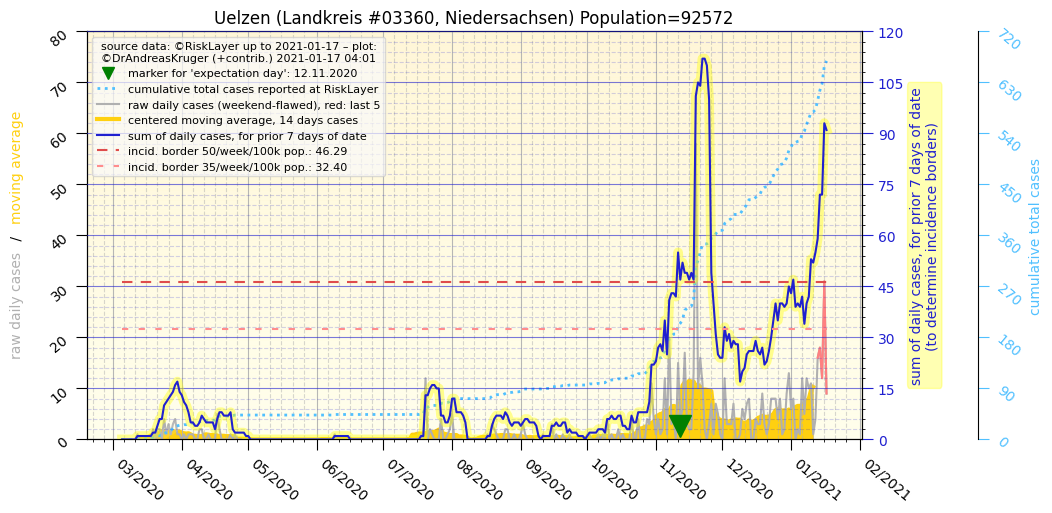 Uelzen (Landkreis #03360, Niedersachsen) Population=92572
source data: ©RiskLayer up to 2021-01-17 – plot:
©DrAndreasKruger (+contrib.) 2021-01-17 04:01
marker for 'expectation day': 12.11.2020
cumulative total cases reported at RiskLayer
raw daily cases (weekend-flawed), red: last 5
centered moving average, 14 days cases
sum of daily cases, for prior 7 days of date
incid. border 50/week/100k pop.: 46.29
incid. border 35/week/100k pop.: 32.40
raw daily cases / moving average
80
70
60
50
40
30
20
10
0
03/2020
04/2020
05/2020
06/2020
07/2020
08/2020
09/2020
10/2020
11/2020
12/2020
01/2021
02/2021
120
105
90
75
60
45
30
15
0
sum of daily cases, for prior 7 days of date
(to determine incidence borders)
720
630
540
450
360
270
180
90
0
cumulative total cases